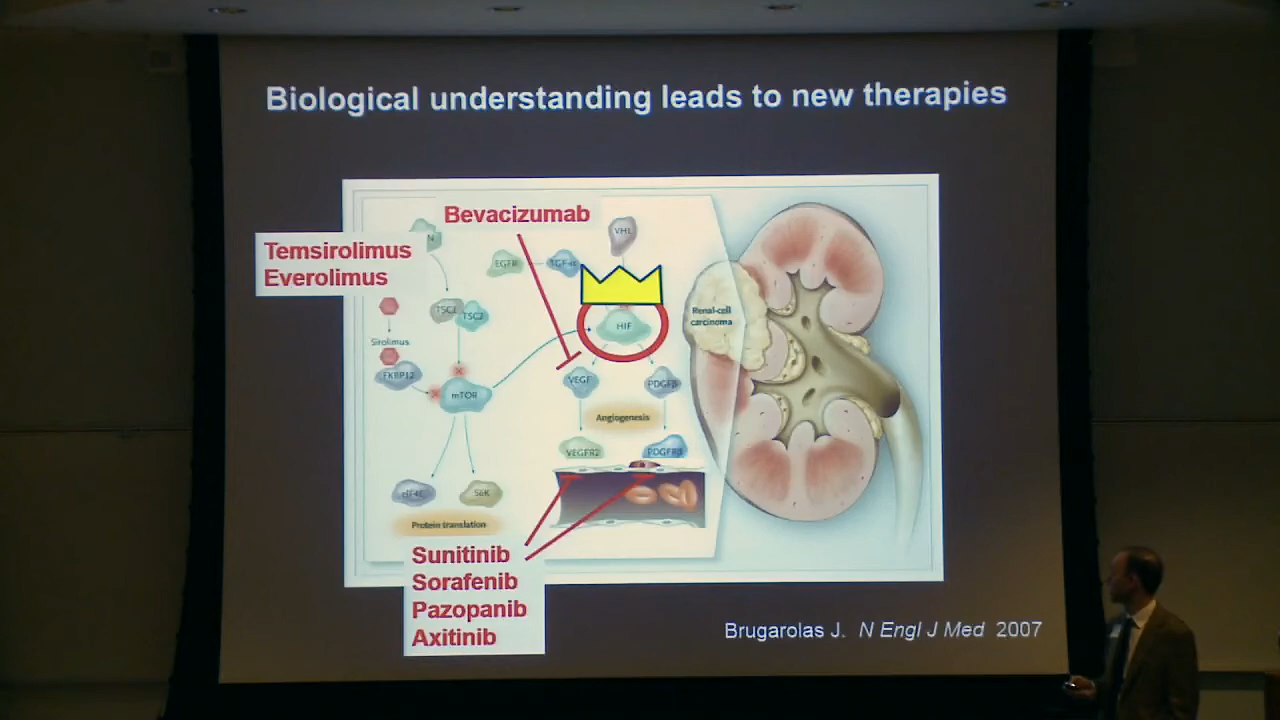 Biological understanding leads to new therapies
Bevacizumab
Temsirolimus
Everolimus
N
VHL
EGFR
TGF-α
TSC1
TSC2
HIF
Renal-cell
carcinoma
Sirolimus
FKBP12
mTOR
VEGF
PDGFβ
Angiogenesis
VEGFR2
PDGFRβ
eIF4E
S6K
Protein translation
Sunitinib
Sorafenib
Pazopanib
Axitinib
Brugarolas J. N Engl J Med 2007